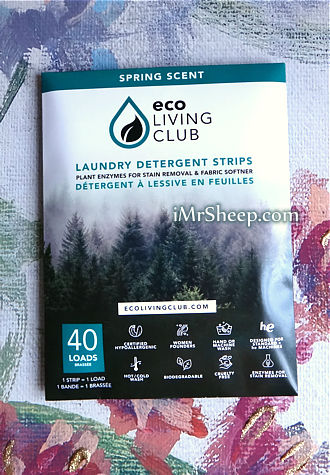 SPRING SCENT
eco
LIVING
CLUB
LAUNDRY DETERGENT STRIPS
PLANT ENZYMES FOR STAIN REMOVAL & FABRIC SOFTNER
DÉTERGENT À LESSIVE EN FEUILLES
iMrSheep.com
ECOLIVINGCLUB.COM
40
LOADS
BRASSÉE
1 STRIP = 1 LOAD
1 BANDE = 1 BRASSÉE
CERTIFIED
HYPOALLERGENIC
WOMEN
FOUNDERS
HAND OR
MACHINE
WASH
he
DESIGNED FOR
STANDARD &
he MACHINES
HOT/COLD
WASH
BIODEGRADABLE
CRUELTY
FREE
ENZYMES FOR
STAIN REMOVAL